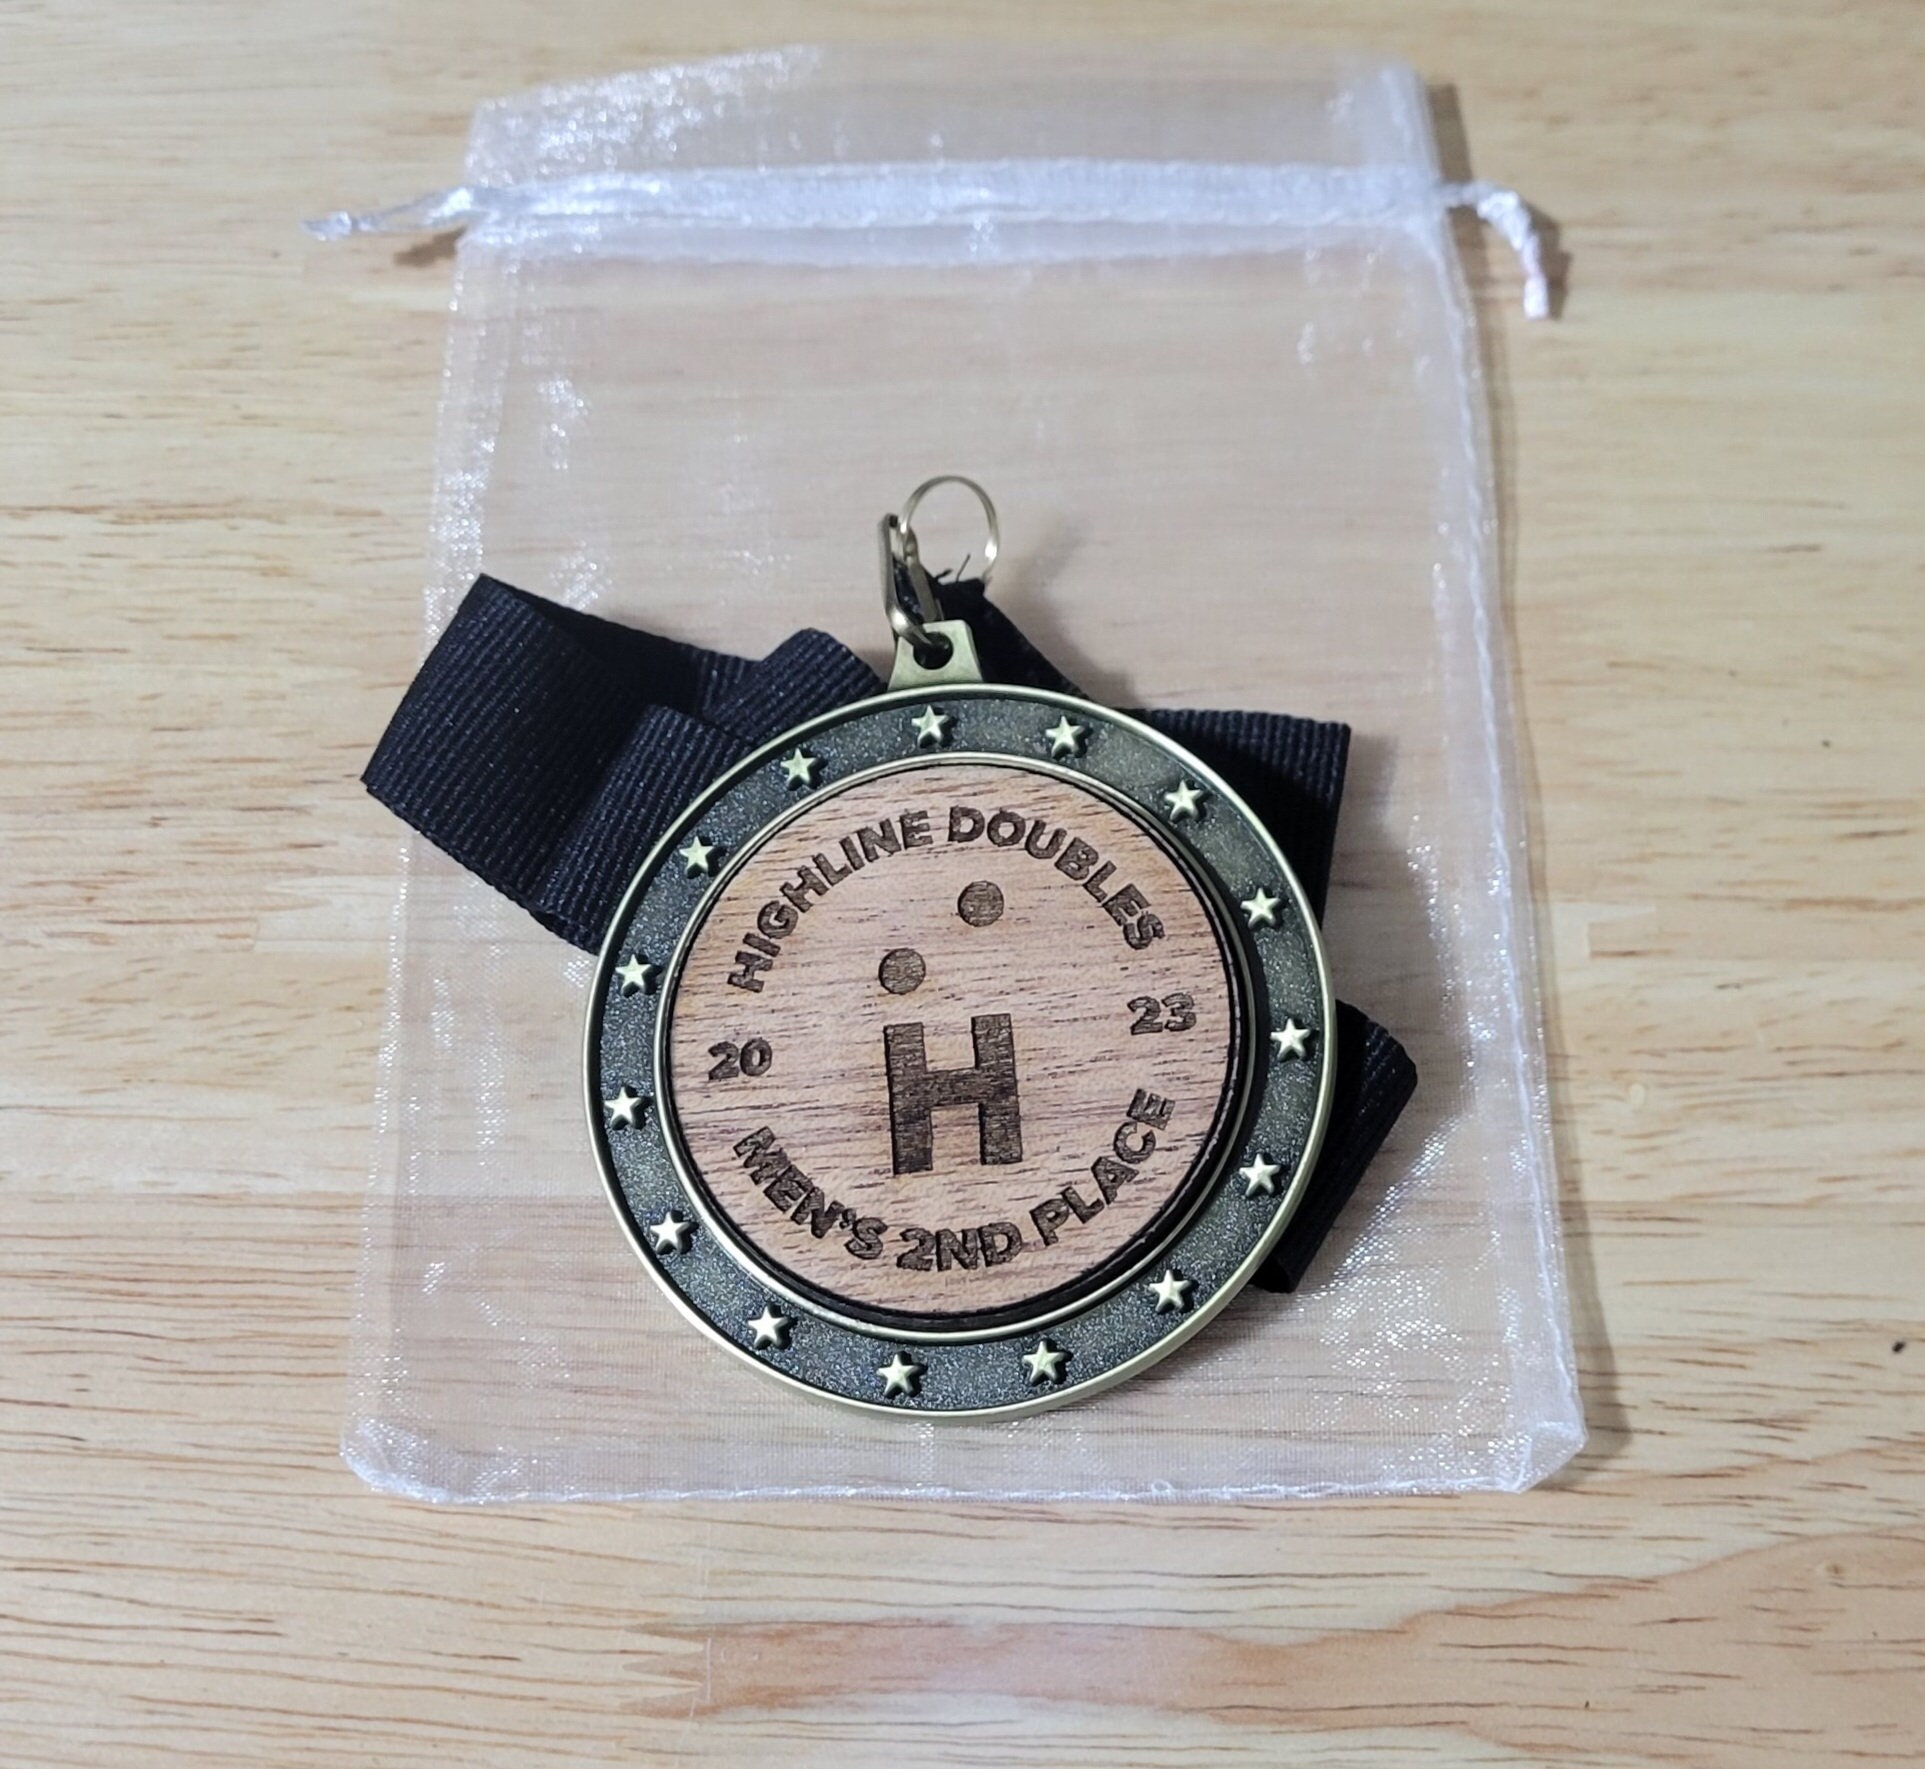 HIGHLINE DOUBLES
20 23
H
MEN'S 2ND PLACE